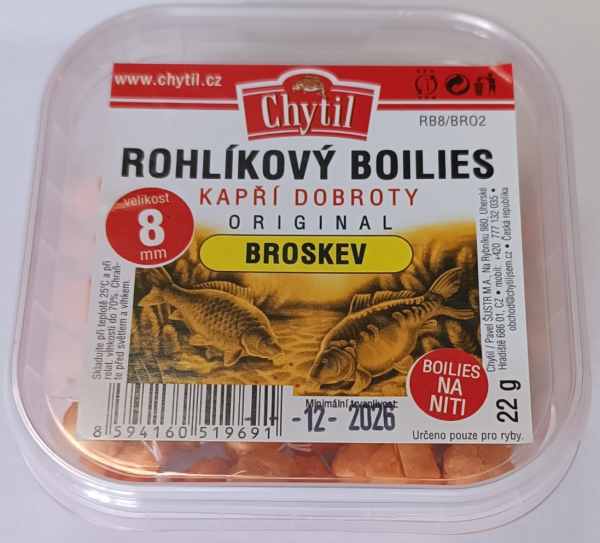 www.chytil.cz
Chytil
RB8/BRO2
ROHLÍKOVÝ BOILIES
KAPŘÍ DOBROTY
ORIGINAL
BROSKEV
velikost
8
mm
Skladujte při teplotě 25°C a při
relat. vlhkosti do 70%. Chraň-
te před světlem a vlhkem.
Chytil / Pavel ŠUSTR M.A., Na Rybníku 980, Uherské
Hradiště 686 01, CZ • mobil: +420 777 132 035 •
obchod@chytiljsem.cz • Česká republika
BOILIES
NA
NITI
22 g
Minimální trvanlivost:
-12- 2026
8 594160 519691
Určeno pouze pro ryby.